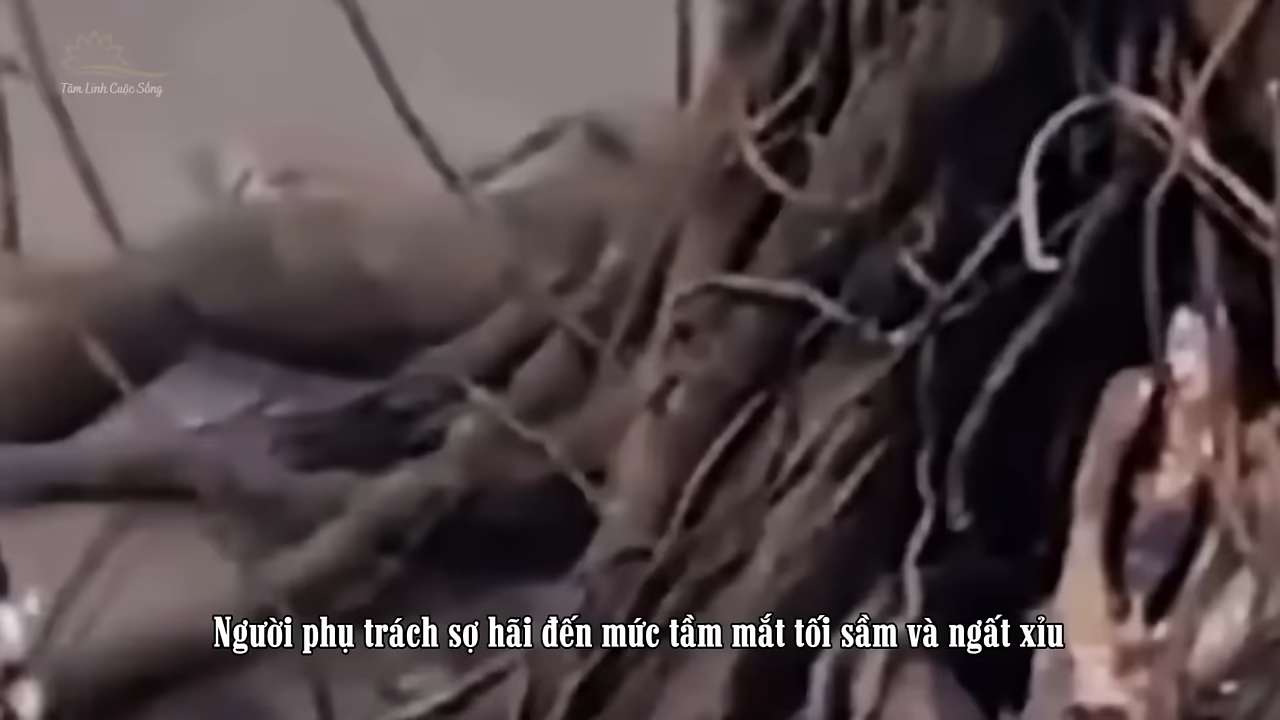 Tâm Linh Cuộc Sống
Người phụ trách sợ hãi đến mức tầm mắt tối sầm và ngất xỉu